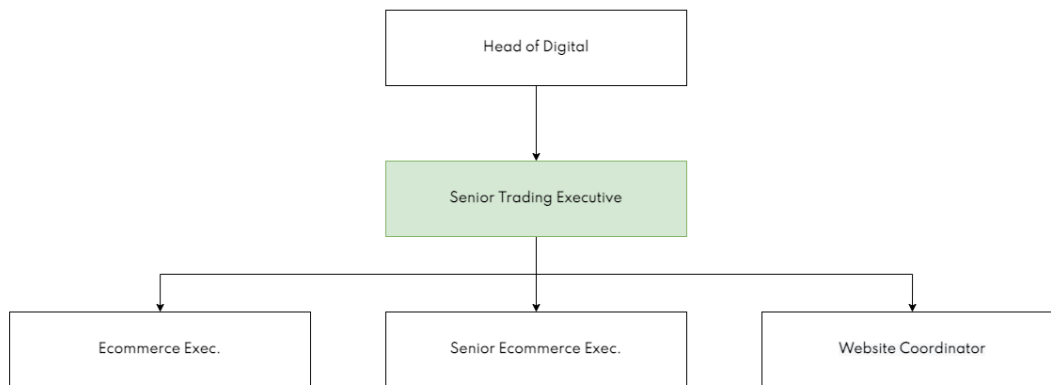 Head of Digital
Senior Trading Executive
Ecommerce Exec.
Senior Ecommerce Exec.
Website Coordinator